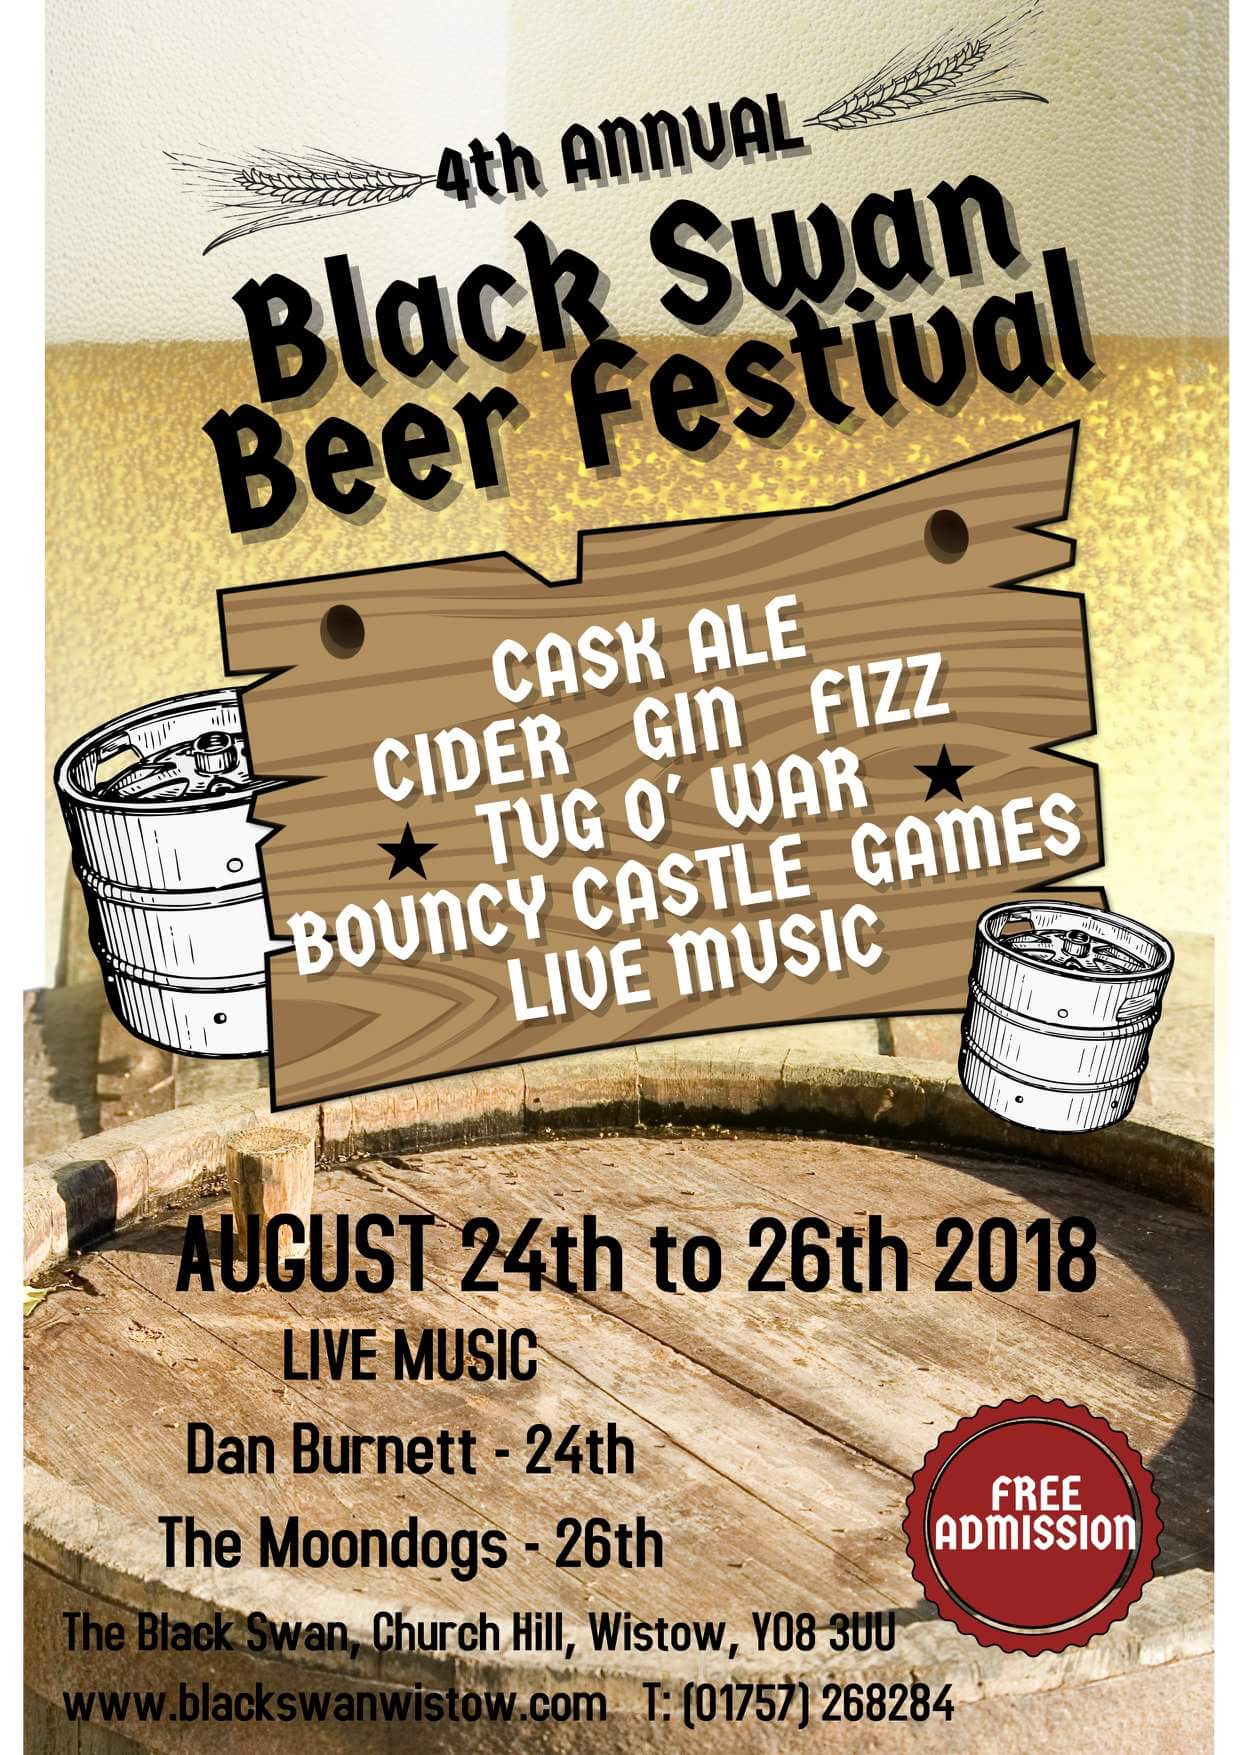 4th ANNUAL
Black Swan
Beer Festival
CASK ALE
CIDER GIN FIZZ
TUG O' WAR
BOUNCY CASTLE GAMES
LIVE MUSIC
AUGUST 24th to 26th 2018
LIVE MUSIC
Dan Burnett - 24th
The Moondogs - 26th
FREE
ADMISSION
The Black Swan, Church Hill, Wistow, YO8 3UU
www.blackswanwistow.com T: (01757) 268284